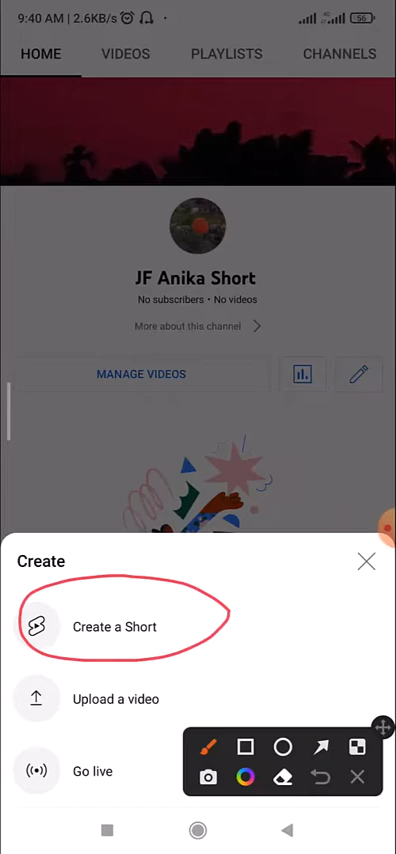 9:40 AM | 2.6KB/s
4G
56
HOME VIDEOS PLAYLISTS CHANNELS
JF Anika Short
No subscribers • No videos
More about this channel
MANAGE VIDEOS
Create
Create a Short
Upload a video
Go live